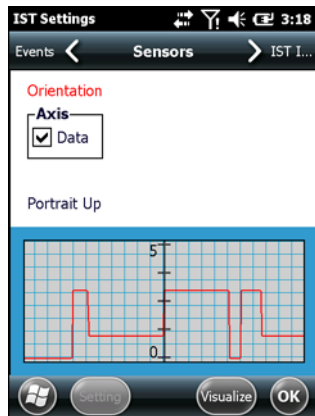 IST Settings 3:18
Events Sensors IST I...
Orientation
Axis
Data
Portrait Up
5
0
Setting Visualize OK